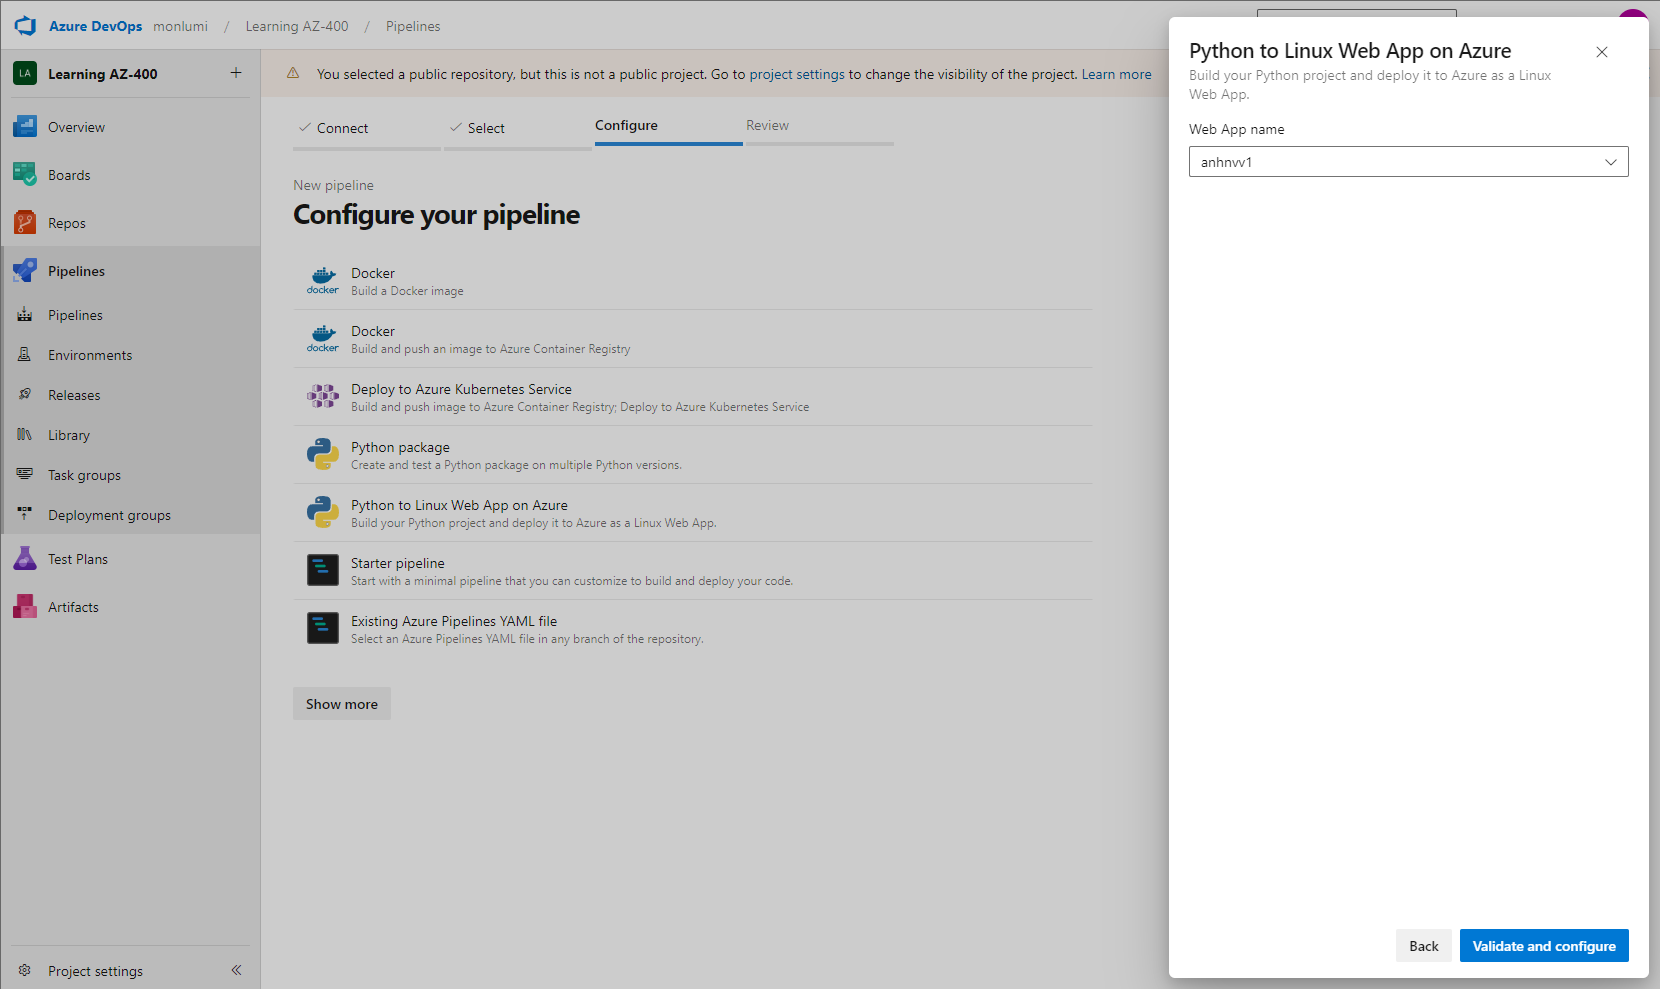 Azure DevOps monlumi / Learning AZ-400 / Pipelines
LA Learning AZ-400
Overview
Boards
Repos
Pipelines
Pipelines
Environments
Releases
Library
Task groups
Deployment groups
Test Plans
Artifacts
Project settings
You selected a public repository, but this is not a public project. Go to project settings to change the visibility of the project. Learn more
Connect Select Configure Review
New pipeline
Configure your pipeline
docker
Docker
Build a Docker image
docker
Docker
Build and push an image to Azure Container Registry
Deploy to Azure Kubernetes Service
Build and push image to Azure Container Registry; Deploy to Azure Kubernetes Service
Python package
Create and test a Python package on multiple Python versions.
Python to Linux Web App on Azure
Build your Python project and deploy it to Azure as a Linux Web App.
Starter pipeline
Start with a minimal pipeline that you can customize to build and deploy your code.
Existing Azure Pipelines YAML file
Select an Azure Pipelines YAML file in any branch of the repository.
Show more
Python to Linux Web App on Azure
Build your Python project and deploy it to Azure as a Linux
Web App.
Web App name
anhnvv1
Back Validate and configure